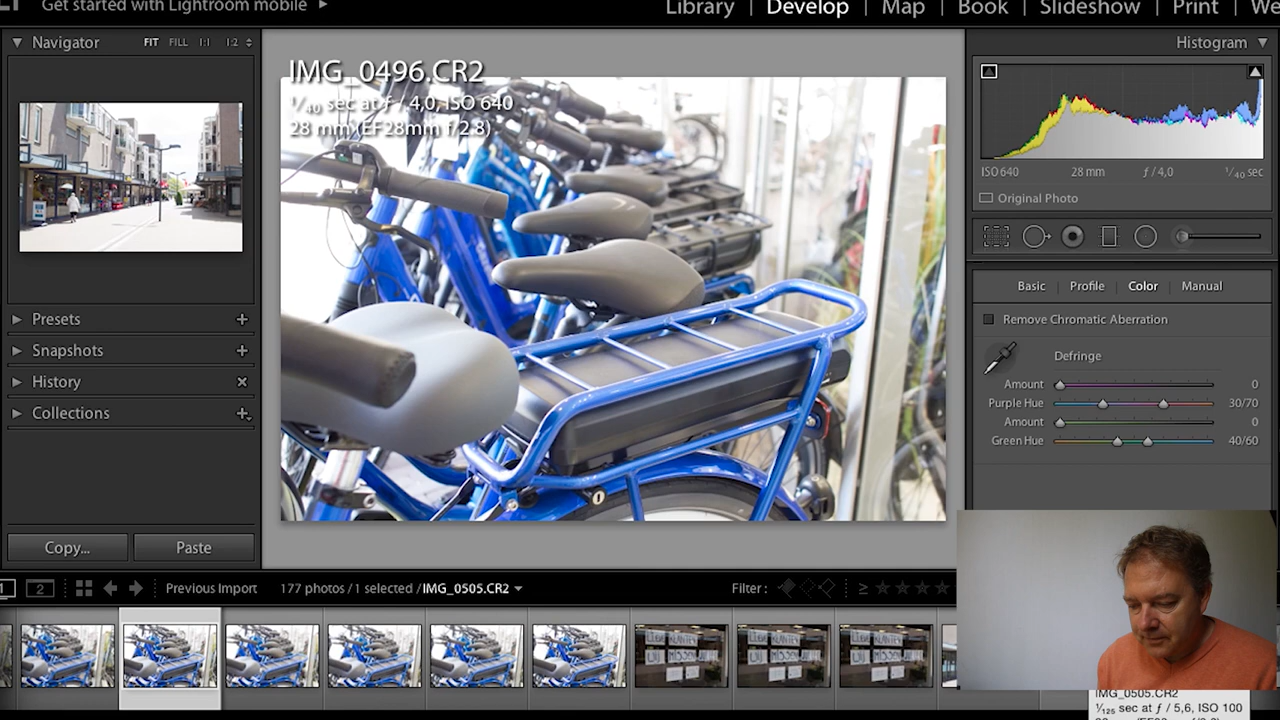 Get started with Lightroom mobile
Library | Develop | Map | Book | Slideshow | Print |
Navigator FIT FILL 1:1 1:2
Histogram
IMG_0496.CR2
1/40 sec at ƒ / 4,0, ISO 640
28 mm (EF28mm f/2.8)
ISO 640 28 mm ƒ / 4,0 1/40 sec
Original Photo
Basic | Profile | Color | Manual
Remove Chromatic Aberration
Defringe
Amount 0
Purple Hue 30/70
Amount 0
Green Hue 40/60
Presets
Snapshots
History
Collections
Copy... Paste
1 2 Previous Import 177 photos / 1 selected / IMG_0505.CR2 Filter : ≥
IMG_0505.CR2
1/125 sec at ƒ / 5,6, ISO 100